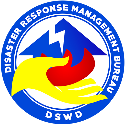 DISASTER RESPONSE MANAGEMENT BUREAU
DSWD